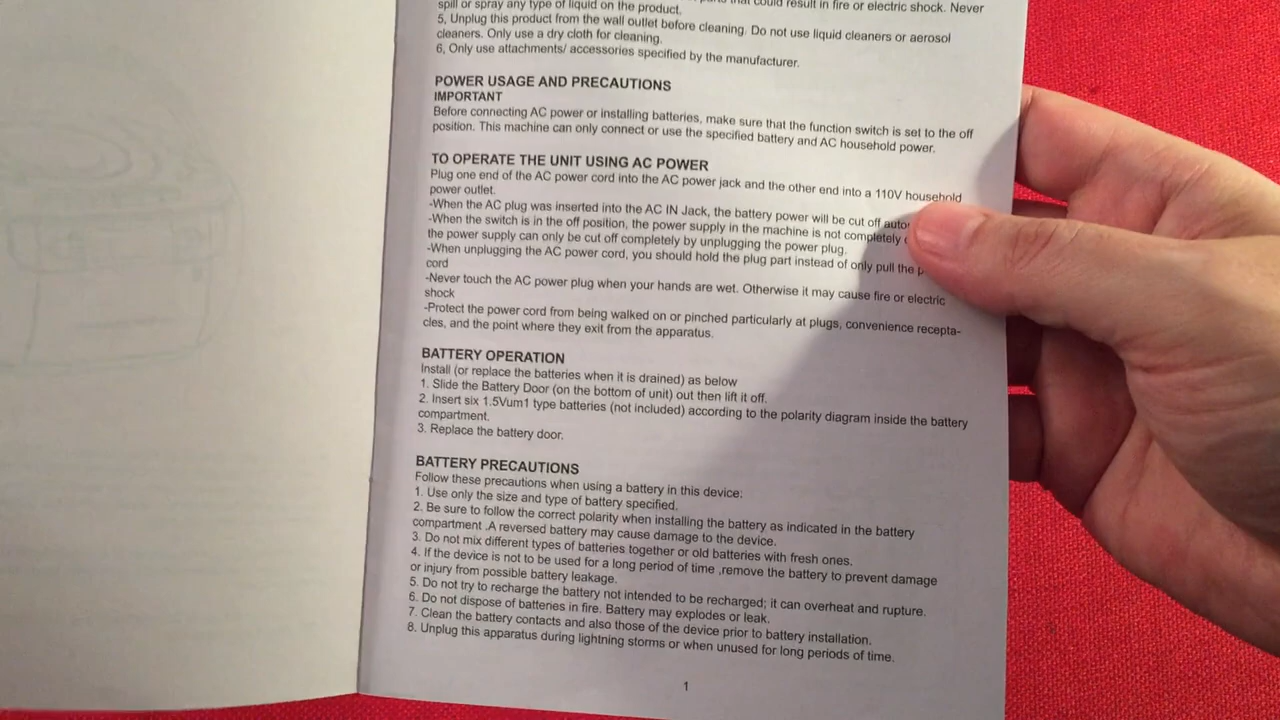 that could result in fire or electric shock. Never
spill or spray any type of liquid on the product.
5, Unplug this product from the wall outlet before cleaning. Do not use liquid cleaners or aerosol
cleaners. Only use a dry cloth for cleaning.
6, Only use attachments/ accessories specified by the manufacturer.
POWER USAGE AND PRECAUTIONS
IMPORTANT
Before connecting AC power or installing batteries, make sure that the function switch is set to the off
position. This machine can only connect or use the specified battery and AC household power.
TO OPERATE THE UNIT USING AC POWER
Plug one end of the AC power cord into the AC power jack and the other end into a 110V household
power outlet.
-When the AC plug was inserted into the AC IN Jack, the battery power will be cut off
-When the switch is in the off position, the power supply in the machine is not completely
the power supply can only be cut off completely by unplugging the power plug.
-When unplugging the AC power cord, you should hold the plug part instead of only pull the
cord
-Never touch the AC power plug when your hands are wet. Otherwise it may cause fire or electric
shock
-Protect the power cord from being walked on or pinched particularly at plugs, convenience recepta-
cles, and the point where they exit from the apparatus.
BATTERY OPERATION
Install (or replace the batteries when it is drained) as below
1. Slide the Battery Door (on the bottom of unit) out then lift it off.
2. Insert six 1.5Vum1 type batteries (not included) according to the polarity diagram inside the battery
compartment.
3. Replace the battery door.
BATTERY PRECAUTIONS
Follow these precautions when using a battery in this device:
1. Use only the size and type of battery specified.
2. Be sure to follow the correct polarity when installing the battery as indicated in the battery
compartment .A reversed battery may cause damage to the device.
3. Do not mix different types of batteries together or old batteries with fresh ones.
4. If the device is not to be used for a long period of time ,remove the battery to prevent damage
or injury from possible battery leakage.
5. Do not try to recharge the battery not intended to be recharged; it can overheat and rupture.
6. Do not dispose of batteries in fire. Battery may explodes or leak.
7. Clean the battery contacts and also those of the device prior to battery installation.
8. Unplug this apparatus during lightning storms or when unused for long periods of time.
1